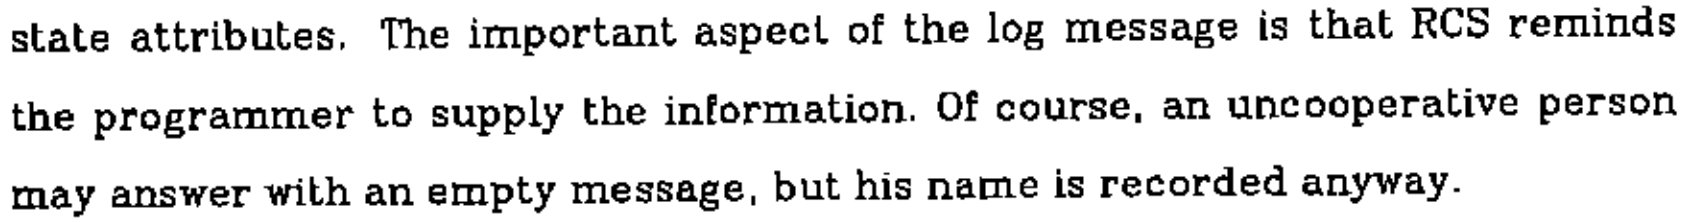 state attributes. The important aspect of the log message is that RCS reminds
the programmer to supply the information. Of course, an uncooperative person
may answer with an empty message, but his name is recorded anyway.